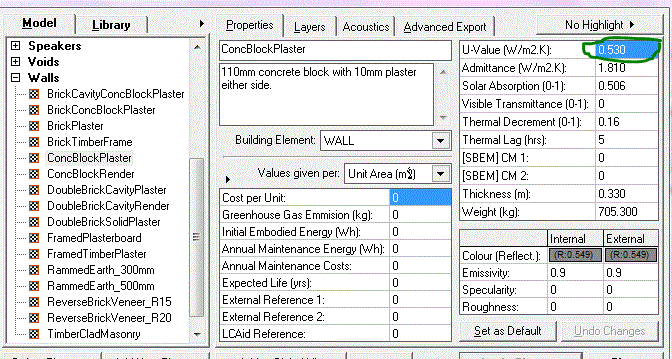 Model
Library
Speakers
Voids
Walls
BrickCavityConcBlockPlaster
BrickConcBlockPlaster
BrickPlaster
BrickTimberFrame
ConcBlockPlaster
ConcBlockRender
DoubleBrickCavityPlaster
DoubleBrickCavityRender
DoubleBrickSolidPlaster
FramedPlasterboard
FramedTimberPlaster
RammedEarth_300mm
RammedEarth_500mm
ReverseBrickVeneer_R15
ReverseBrickVeneer_R20
TimberCladMasonry
Properties
Layers
Acoustics
Advanced Export
No Highlight
ConcBlockPlaster
110mm concrete block with 10mm plaster
either side.
Building Element: WALL
Values given per: Unit Area (m²)
Cost per Unit: 0
Greenhouse Gas Emmision (kg): 0
Initial Embodied Energy (Wh): 0
Annual Maintenance Energy (Wh): 0
Annual Maintenance Costs: 0
Expected Life (yrs): 0
External Reference 1: 0
External Reference 2: 0
LCAid Reference: 0
U-Value (W/m2.K): 0.530
Admittance (W/m2.K): 1.810
Solar Absorption (0-1): 0.506
Visible Transmittance (0-1): 0
Thermal Decrement (0-1): 0.16
Thermal Lag (hrs): 5
[SBEM] CM 1: 0
[SBEM] CM 2: 0
Thickness (m): 0.330
Weight (kg): 705.300
Internal External
Colour (Reflect.): (R:0.549) (R:0.549)
Emissivity: 0.9 0.9
Specularity: 0 0
Roughness: 0 0
Set as Default
Undo Changes